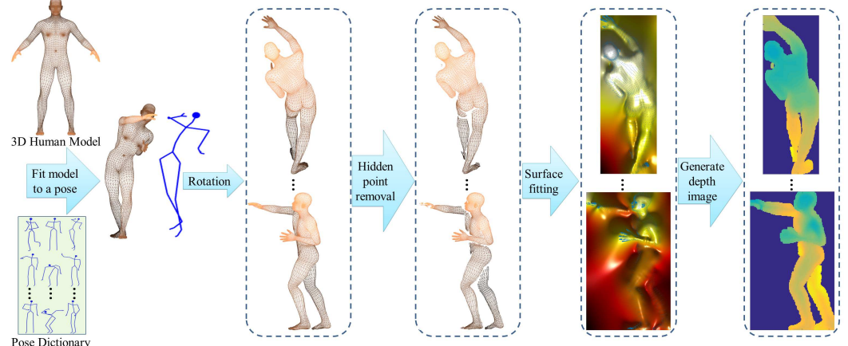 3D Human Model
Fit model
to a pose
Pose Dictionary
Rotation
Hidden
point
removal
Surface
fitting
Generate
depth
image